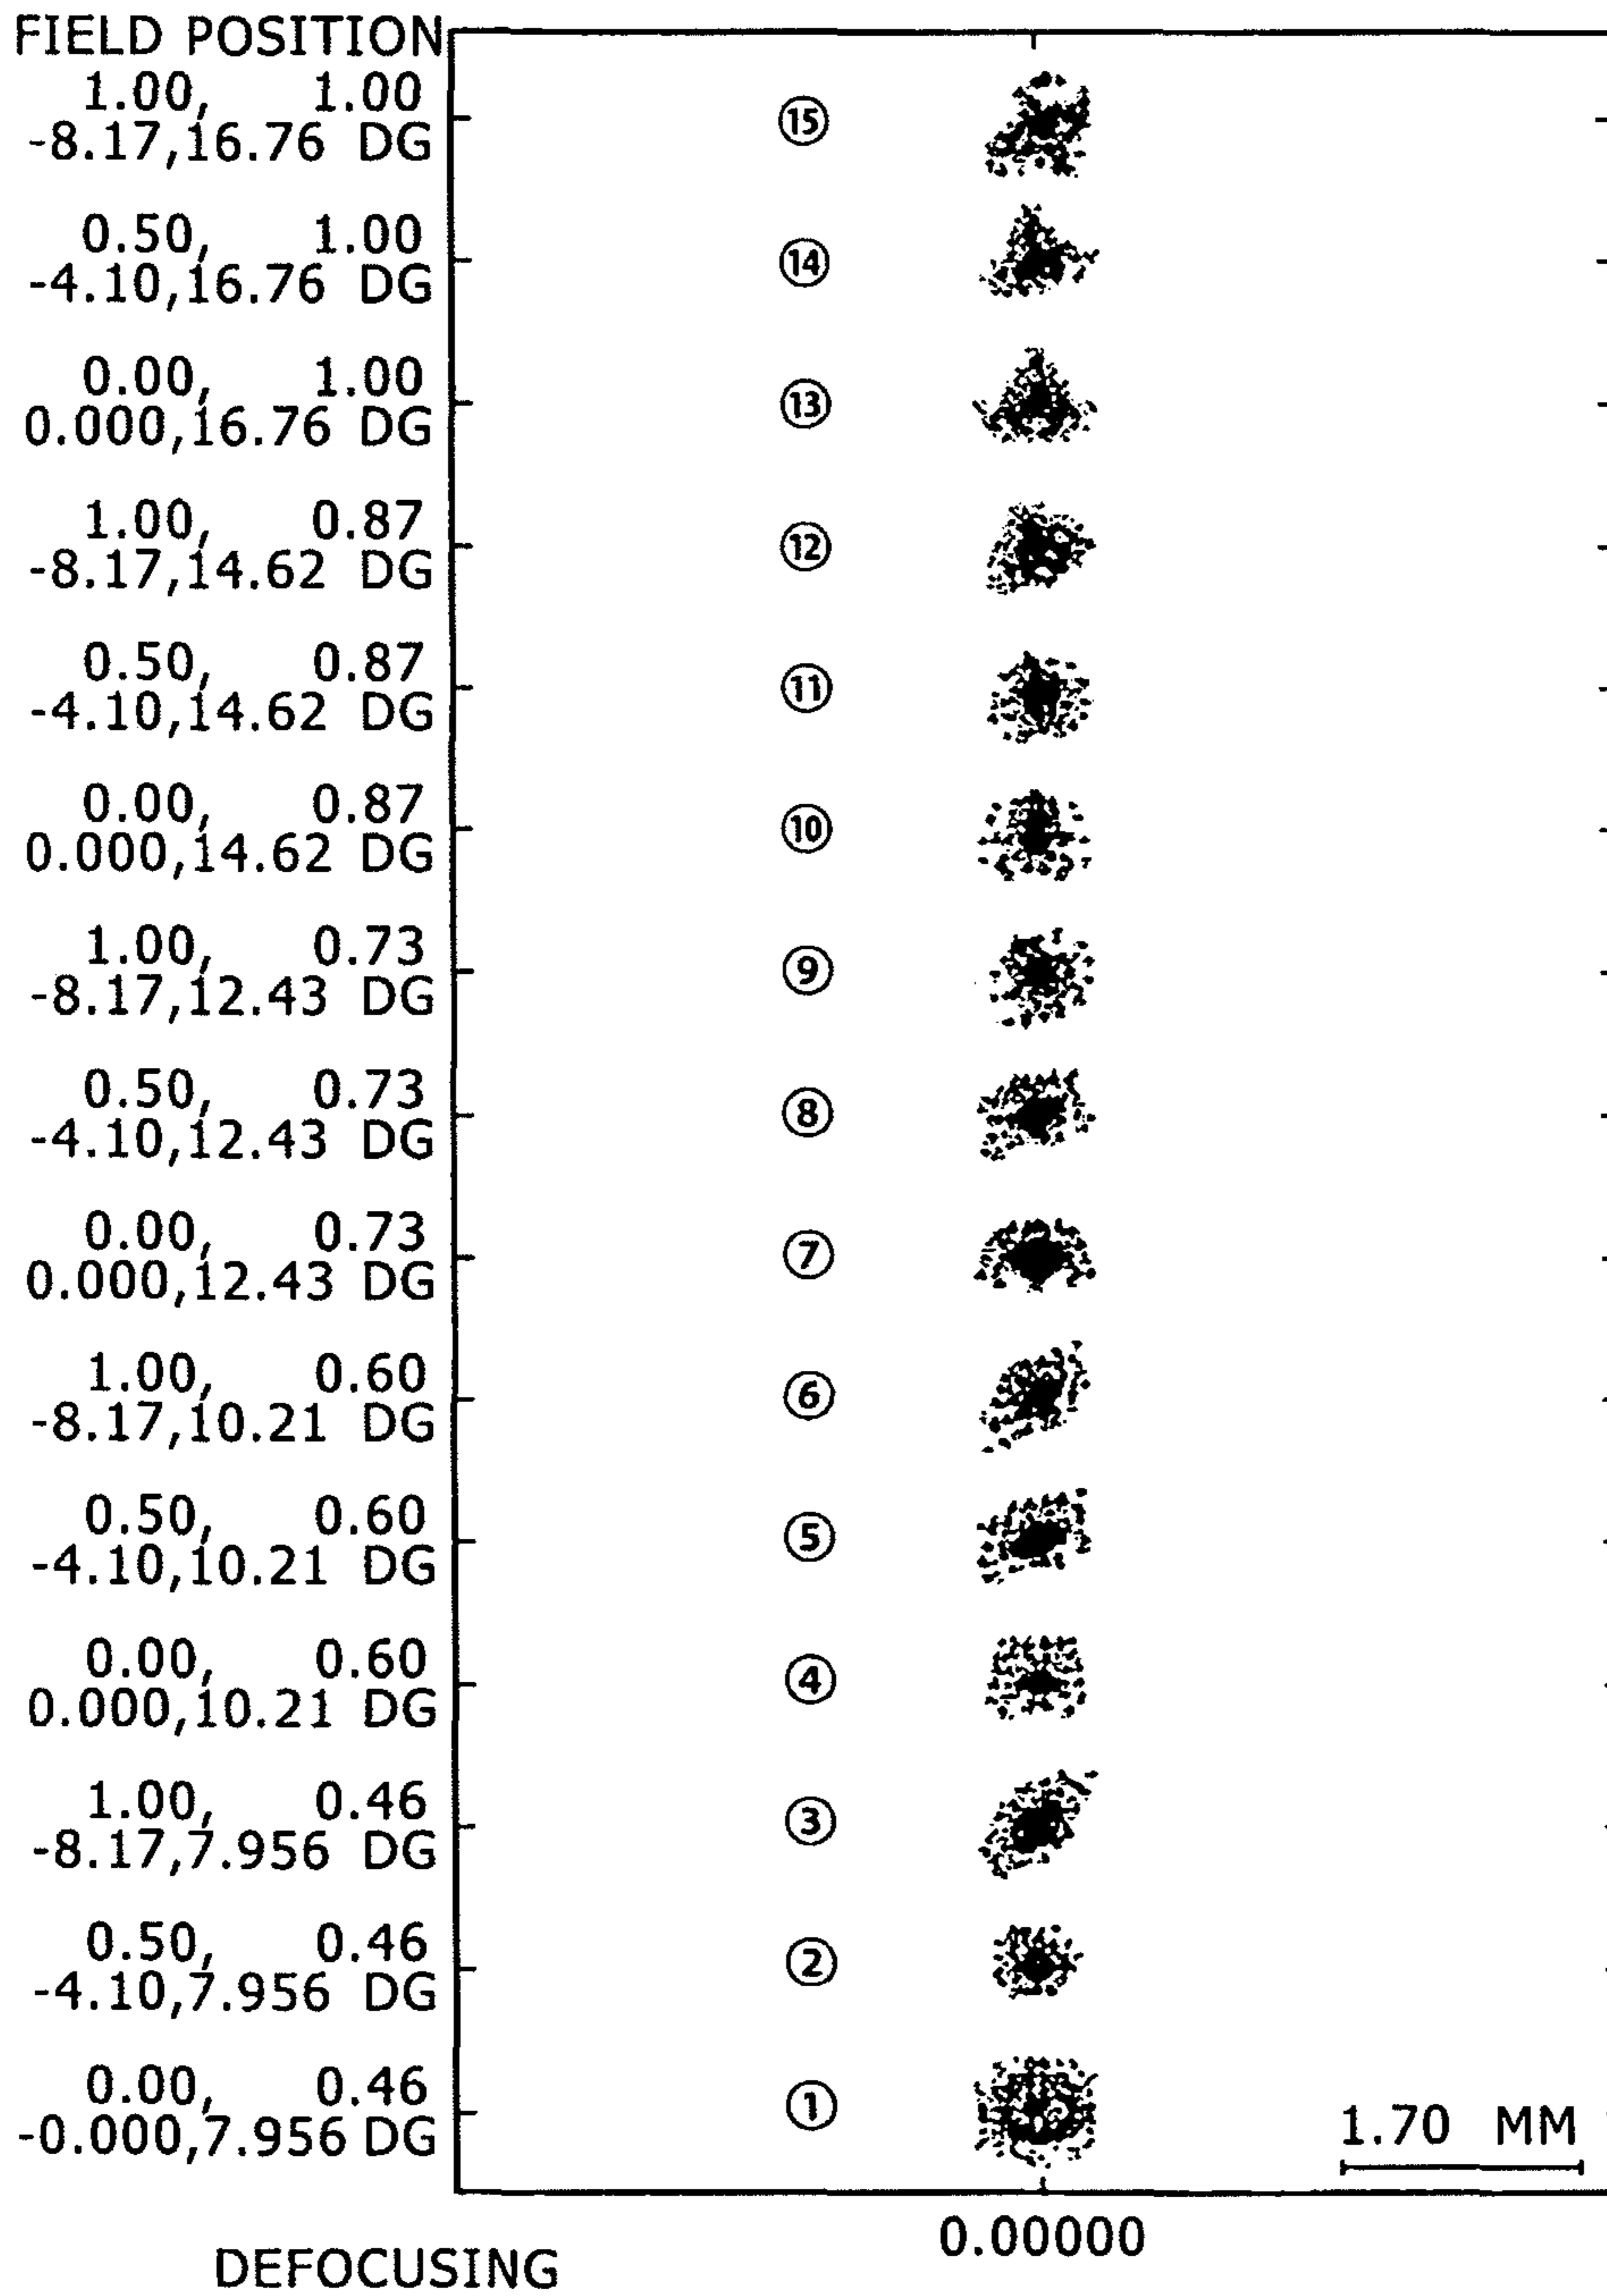 FIELD POSITION
1.00, 1.00
-8.17,16.76 DG
⑮
0.50, 1.00
-4.10,16.76 DG
⑭
0.00, 1.00
0.000,16.76 DG
⑬
1.00, 0.87
-8.17,14.62 DG
⑫
0.50, 0.87
-4.10,14.62 DG
⑪
0.00, 0.87
0.000,14.62 DG
⑩
1.00, 0.73
-8.17,12.43 DG
⑨
0.50, 0.73
-4.10,12.43 DG
⑧
0.00, 0.73
0.000,12.43 DG
⑦
1.00, 0.60
-8.17,10.21 DG
⑥
0.50, 0.60
-4.10,10.21 DG
⑤
0.00, 0.60
0.000,10.21 DG
④
1.00, 0.46
-8.17,7.956 DG
③
0.50, 0.46
-4.10,7.956 DG
②
0.00, 0.46
-0.000,7.956 DG
①
1.70 MM
0.00000
DEFOCUSING